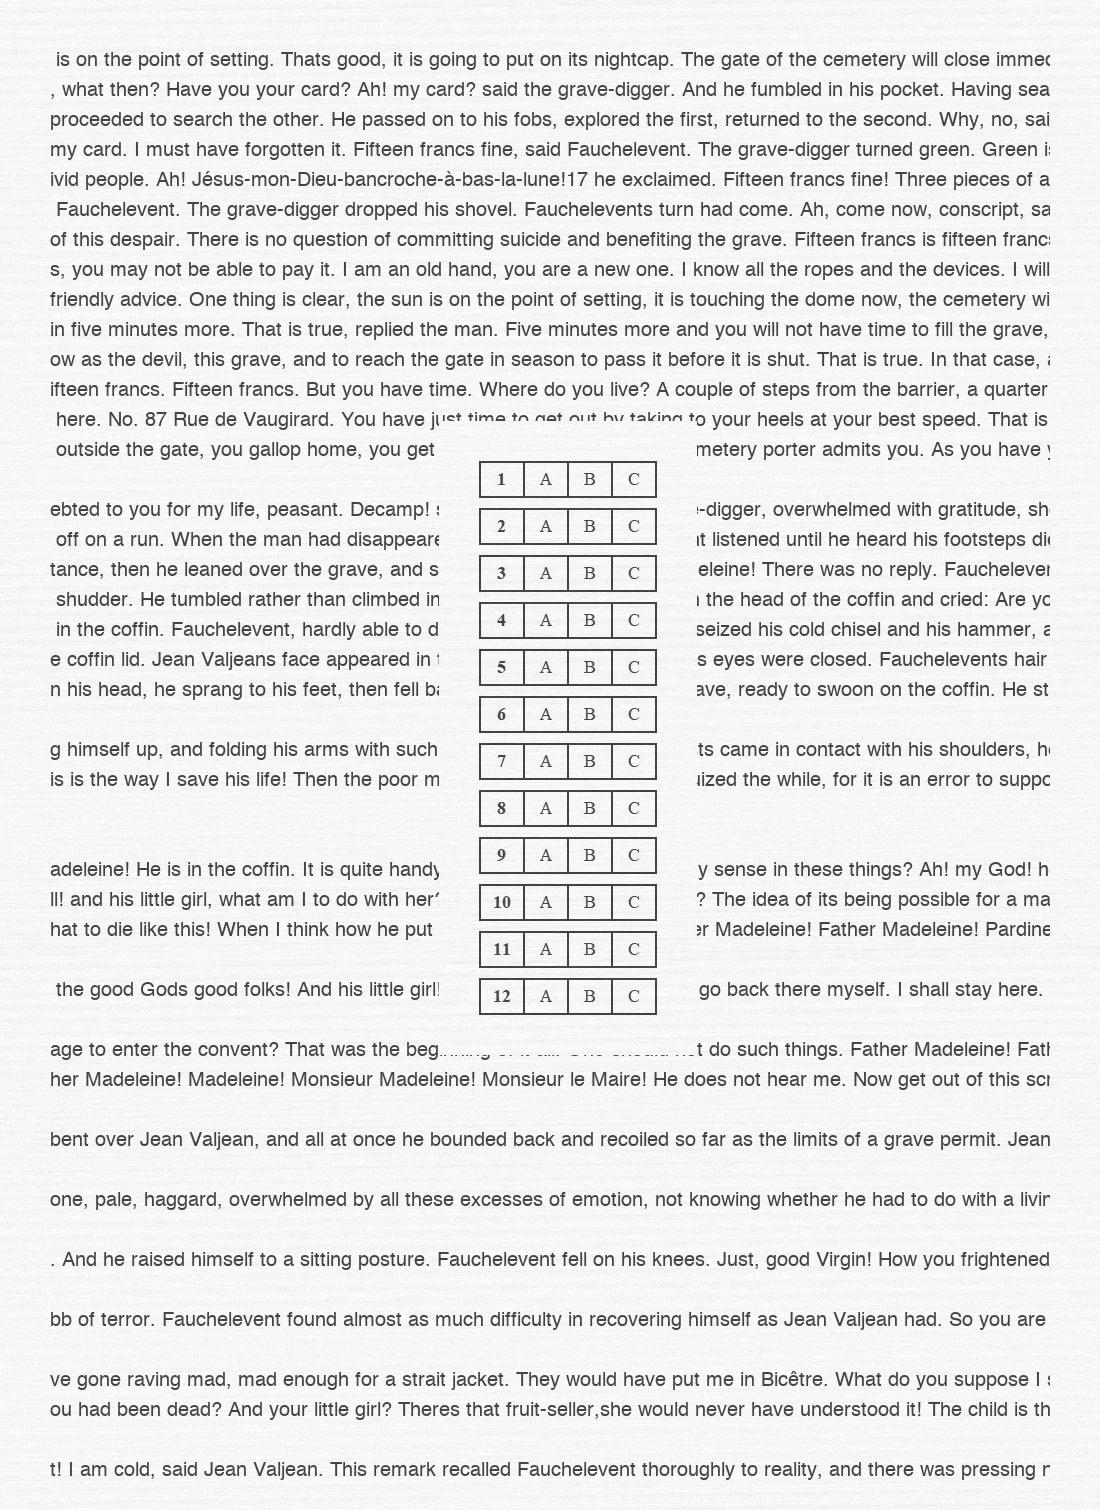 is on the point of setting. Thats good, it is going to put on its nightcap. The gate of the cemetery will close
, what then? Have you your card? Ah! my card? said the grave-digger. And he fumbled in his pocket. Having
proceeded to search the other. He passed on to his fobs, explored the first, returned to the second. Why, no,
my card. I must have forgotten it. Fifteen francs fine, said Fauchelevent. The grave-digger turned green. Green
ivid people. Ah! Jésus-mon-Dieu-bancroche-à-bas-la-lune!17 he exclaimed. Fifteen francs fine! Three pieces of a
Fauchelevent. The grave-digger dropped his shovel. Fauchelevents turn had come. Ah, come now, conscript,
of this despair. There is no question of committing suicide and benefiting the grave. Fifteen francs is fifteen francs
s, you may not be able to pay it. I am an old hand, you are a new one. I know all the ropes and the devices. I will
friendly advice. One thing is clear, the sun is on the point of setting, it is touching the dome now, the cemetery wi
in five minutes more. That is true, replied the man. Five minutes more and you will not have time to fill the grave,
ow as the devil, this grave, and to reach the gate in season to pass it before it is shut. That is true. In that case,
ifteen francs. Fifteen francs. But you have time. Where do you live? A couple of steps from the barrier, a quarter
here. No. 87 Rue de Vaugirard. You have just time to get out by taking to your heels at your best speed. That is
outside the gate, you gallop home, you get metery porter admits you. As you have
1 A B C
ebted to you for my life, peasant. Decamp! -digger, overwhelmed with gratitude, sh
2 A B C
off on a run. When the man had disappeare listened until he heard his footsteps die
tance, then he leaned over the grave, and s eleine! There was no reply. Fauchelever
3 A B C
shudder. He tumbled rather than climbed in the head of the coffin and cried: Are yo
4 A B C
in the coffin. Fauchelevent, hardly able to d seized his cold chisel and his hammer, a
e coffin lid. Jean Valjeans face appeared in s eyes were closed. Fauchelevents hair
5 A B C
n his head, he sprang to his feet, then fell ba ave, ready to swoon on the coffin. He st
6 A B C
g himself up, and folding his arms with such ts came in contact with his shoulders, he
7 A B C
is is the way I save his life! Then the poor m uized the while, for it is an error to suppo
8 A B C
adeleine! He is in the coffin. It is quite handy y sense in these things? Ah! my God! h
9 A B C
ll! and his little girl, what am I to do with her? ? The idea of its being possible for a ma
10 A B C
hat to die like this! When I think how he put er Madeleine! Father Madeleine! Pardine
11 A B C
the good Gods good folks! And his little girl! go back there myself. I shall stay here.
12 A B C
age to enter the convent? That was the beginning of it all. One should not do such things. Father Madeleine! Fath
her Madeleine! Madeleine! Monsieur Madeleine! Monsieur le Maire! He does not hear me. Now get out of this scr
bent over Jean Valjean, and all at once he bounded back and recoiled so far as the limits of a grave permit. Jean
one, pale, haggard, overwhelmed by all these excesses of emotion, not knowing whether he had to do with a livin
. And he raised himself to a sitting posture. Fauchelevent fell on his knees. Just, good Virgin! How you frightened
bb of terror. Fauchelevent found almost as much difficulty in recovering himself as Jean Valjean had. So you are
ve gone raving mad, mad enough for a strait jacket. They would have put me in Bicêtre. What do you suppose I
ou had been dead? And your little girl? Theres that fruit-seller,she would never have understood it! The child is th
t! I am cold, said Jean Valjean. This remark recalled Fauchelevent thoroughly to reality, and there was pressing